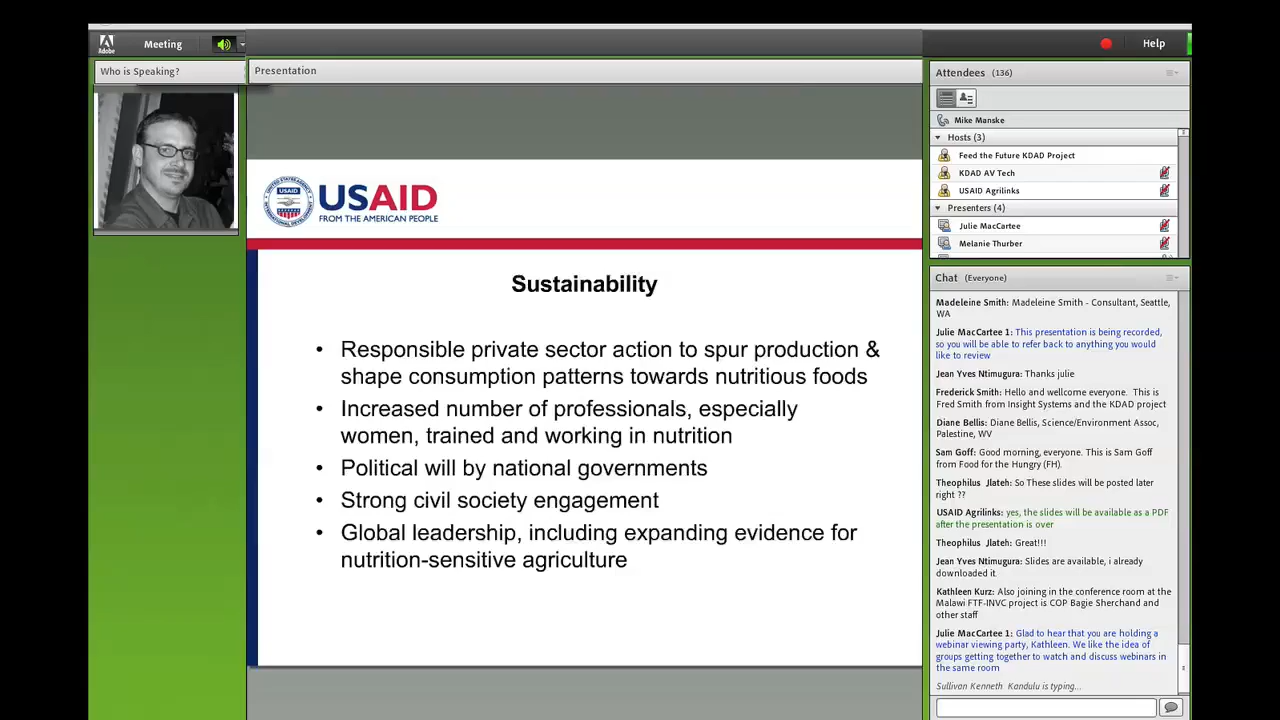 Adobe
Meeting
Help
Who is Speaking?
Presentation
USAID
USAID
FROM THE AMERICAN PEOPLE
Sustainability
• Responsible private sector action to spur production &
shape consumption patterns towards nutritious foods
• Increased number of professionals, especially
women, trained and working in nutrition
• Political will by national governments
• Strong civil society engagement
• Global leadership, including expanding evidence for
nutrition-sensitive agriculture
Attendees (136)
Mike Manske
Hosts (3)
Feed the Future KDAD Project
KDAD AV Tech
USAID Agrilinks
Presenters (4)
Julie MacCartee
Melanie Thurber
Chat (Everyone)
Madeleine Smith: Madeleine Smith - Consultant, Seattle,
WA
Julie MacCartee 1: This presentation is being recorded,
so you will be able to refer back to anything you would
like to review
Jean Yves Ntimugura: Thanks julie
Frederick Smith: Hello and wellcome everyone. This is
Fred Smith from Insight Systems and the KDAD project
Diane Bellis: Diane Bellis, Science/Environment Assoc,
Palestine, WV
Sam Goff: Good morning, everyone. This is Sam Goff
from Food for the Hungry (FH).
Theophilus Jlateh: So These slides will be posted later
right ??
USAID Agrilinks: yes, the slides will be available as a PDF
after the presentation is over
Theophilus Jlateh: Great!!!
Jean Yves Ntimugura: Slides are available, i already
downloaded it.
Kathleen Kurz: Also joining in the conference room at the
Malawi FTF-INVC project is COP Bagie Sherchand and
other staff
Julie MacCartee 1: Glad to hear that you are holding a
webinar viewing party, Kathleen. We like the idea of
groups getting together to watch and discuss webinars in
the same room
Sullivan Kenneth Kandulu is typing...